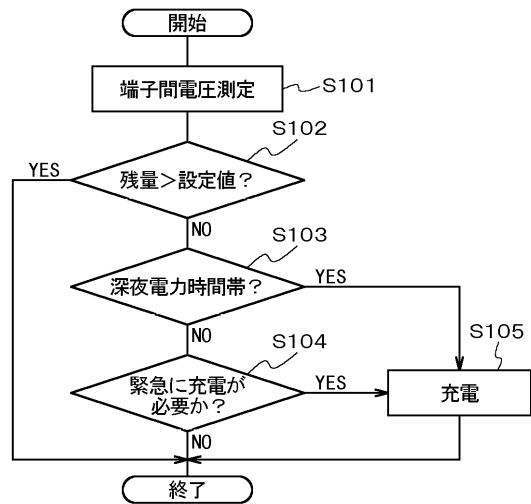 開始
端子間電圧測定
S101
S102
YES
残量>設定値?
NO
S103
深夜電力時間帯?
YES
NO
S104
S105
緊急に充電が
必要か?
YES
充電
NO
終了